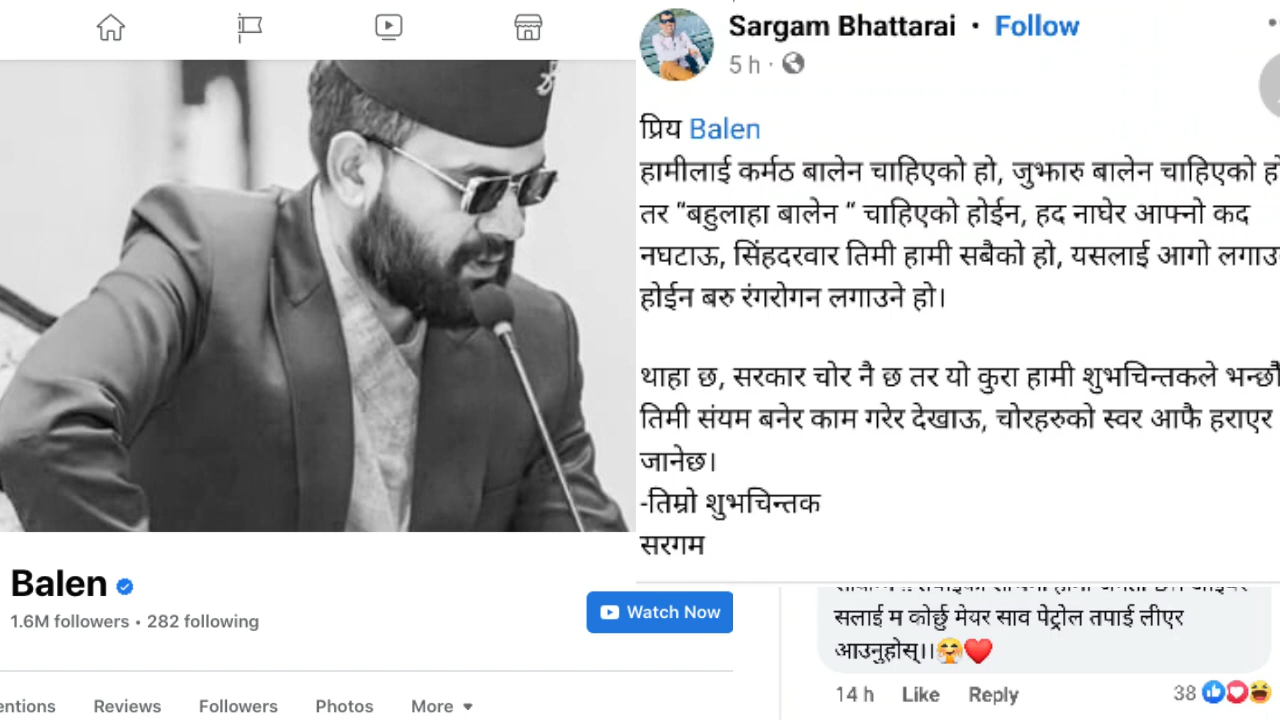 Balen
1.6M followers • 282 following
Watch Now
Reviews
Followers
Photos
More
Sargam Bhattarai • Follow
5 h ·
प्रिय Balen
हामीलाई कर्मठ बालेन चाहिएको हो, जुझारु बालेन चाहिएको
तर “बहुलाहा बालेन “ चाहिएको होईन, हद नाघेर आफ्नो कद
नघटाऊ, सिंहदरवार तिमी हामी सबैको हो, यसलाई आगो
होईन बरु रंगरोगन लगाउने हो।
थाहा छ, सरकार चोर नै छ तर यो कुरा हामी शुभचिन्तकले भन्छौ
तिमी संयम बनेर काम गरेर देखाऊ, चोरहरुको स्वर आफै हराएर
जानेछ।
-तिम्रो शुभचिन्तक
सरगम
सलाई म कोर्छु मेयर साव पेट्रोल तपाई लीएर
आउनुहोस्।।🤗❤️
14 h Like Reply 38